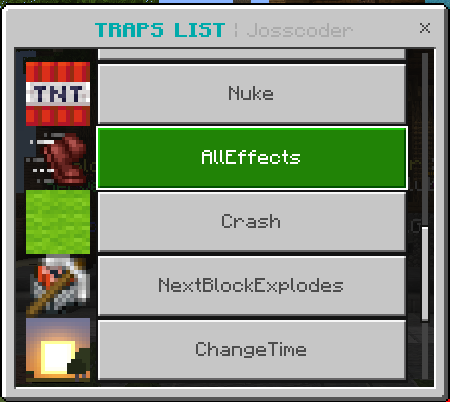 TRAPS LIST | Josscoder
TNT
Nuke
AllEffects
Crash
NextBlockExplodes
ChangeTime